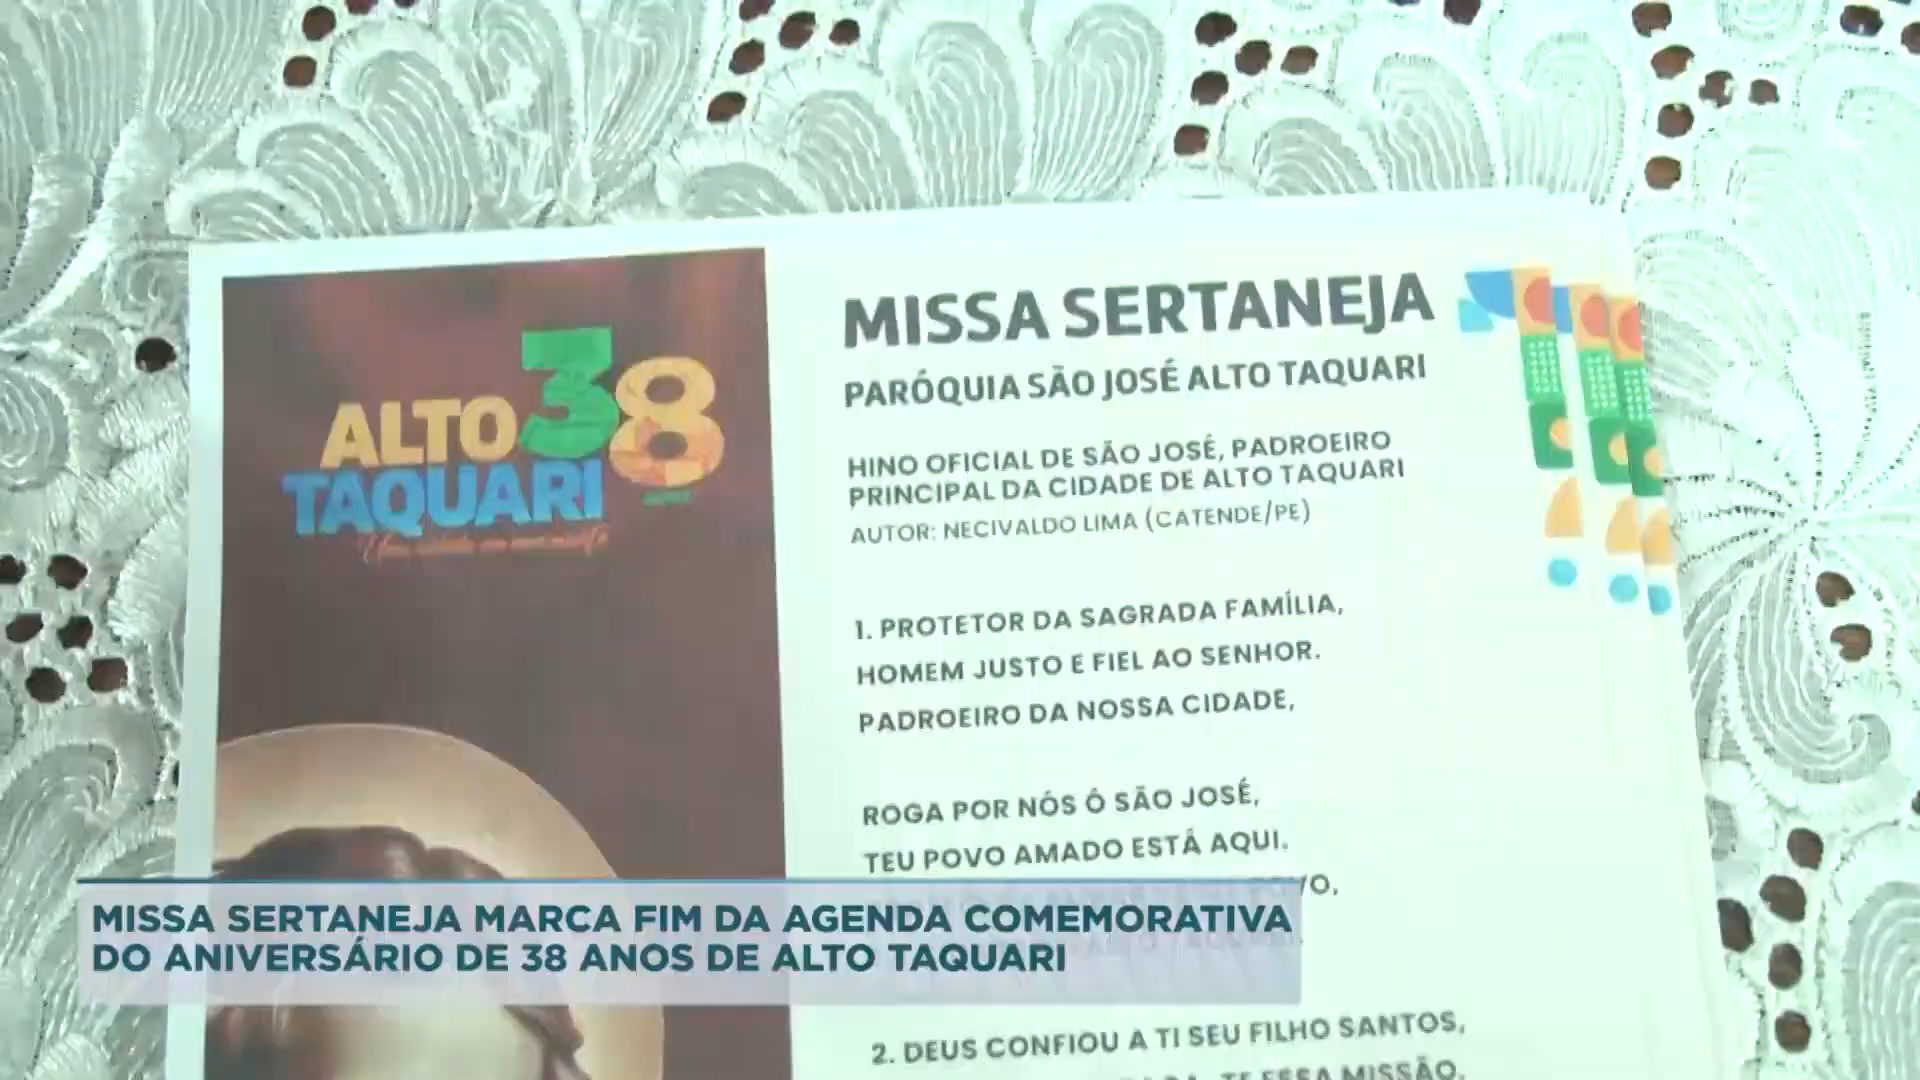 ALTO 38
TAQUARI
MISSA SERTANEJA
PARÓQUIA SÃO JOSÉ ALTO TAQUARI
HINO OFICIAL DE SÃO JOSÉ, PADROEIRO
PRINCIPAL DA CIDADE DE ALTO TAQUARI
AUTOR: NECIVALDO LIMA (CATENDE/PE)
1. PROTETOR DA SAGRADA FAMÍLIA,
HOMEM JUSTO E FIEL AO SENHOR.
PADROEIRO DA NOSSA CIDADE,
ROGA POR NÓS Ó SÃO JOSÉ,
TEU POVO AMADO ESTÁ AQUI.
MISSA SERTANEJA MARCA FIM DA AGENDA COMEMORATIVA
DO ANIVERSÁRIO DE 38 ANOS DE ALTO TAQUARI
2. DEUS CONFIOU A TI SEU FILHO SANTOS,
TE ESSA MISSÃO.